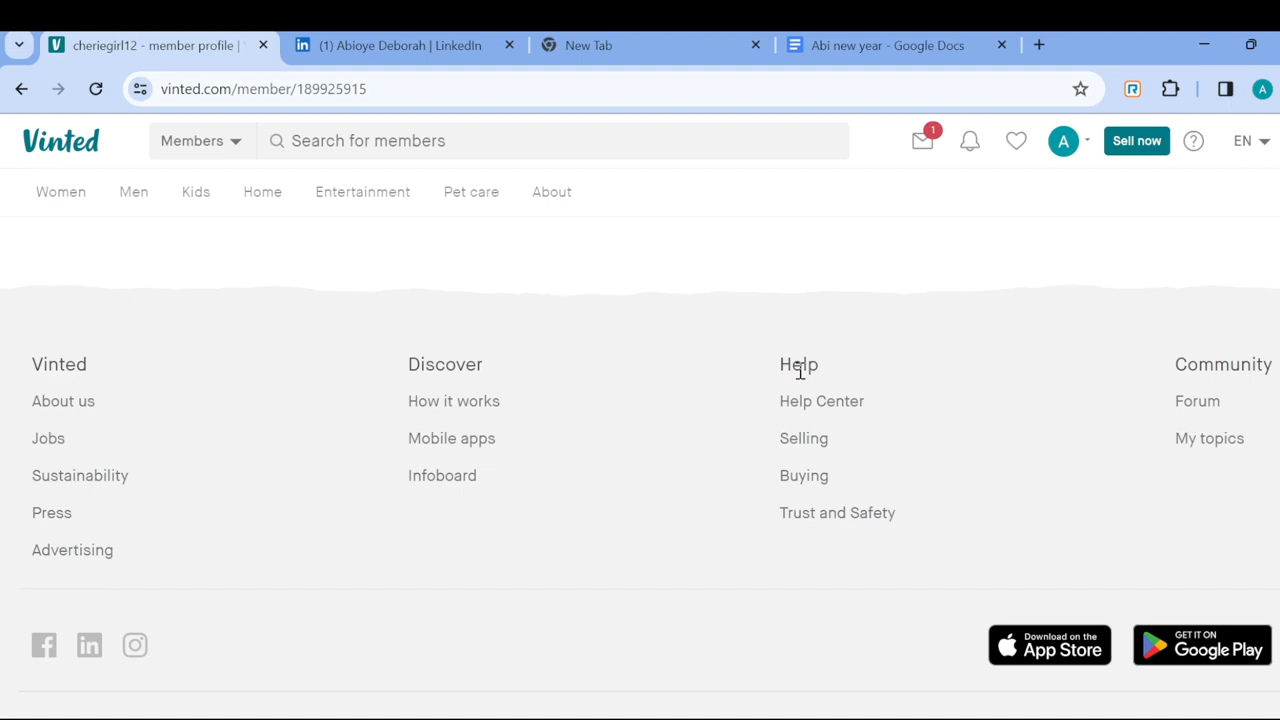 cheriegirl12 - member profile |
(1) Abioye Deborah | LinkedIn
New Tab
Abi new year - Google Docs
vinted.com/member/189925915
A
Vinted
Members
Search for members
1
A
Sell now
EN
Women
Men
Kids
Home
Entertainment
Pet care
About
Vinted
Discover
Help
Community
About us
How it works
Help Center
Forum
Jobs
Mobile apps
Selling
My topics
Sustainability
Infoboard
Buying
Press
Trust and Safety
Advertising
Download on the
App Store
GET IT ON
Google Play